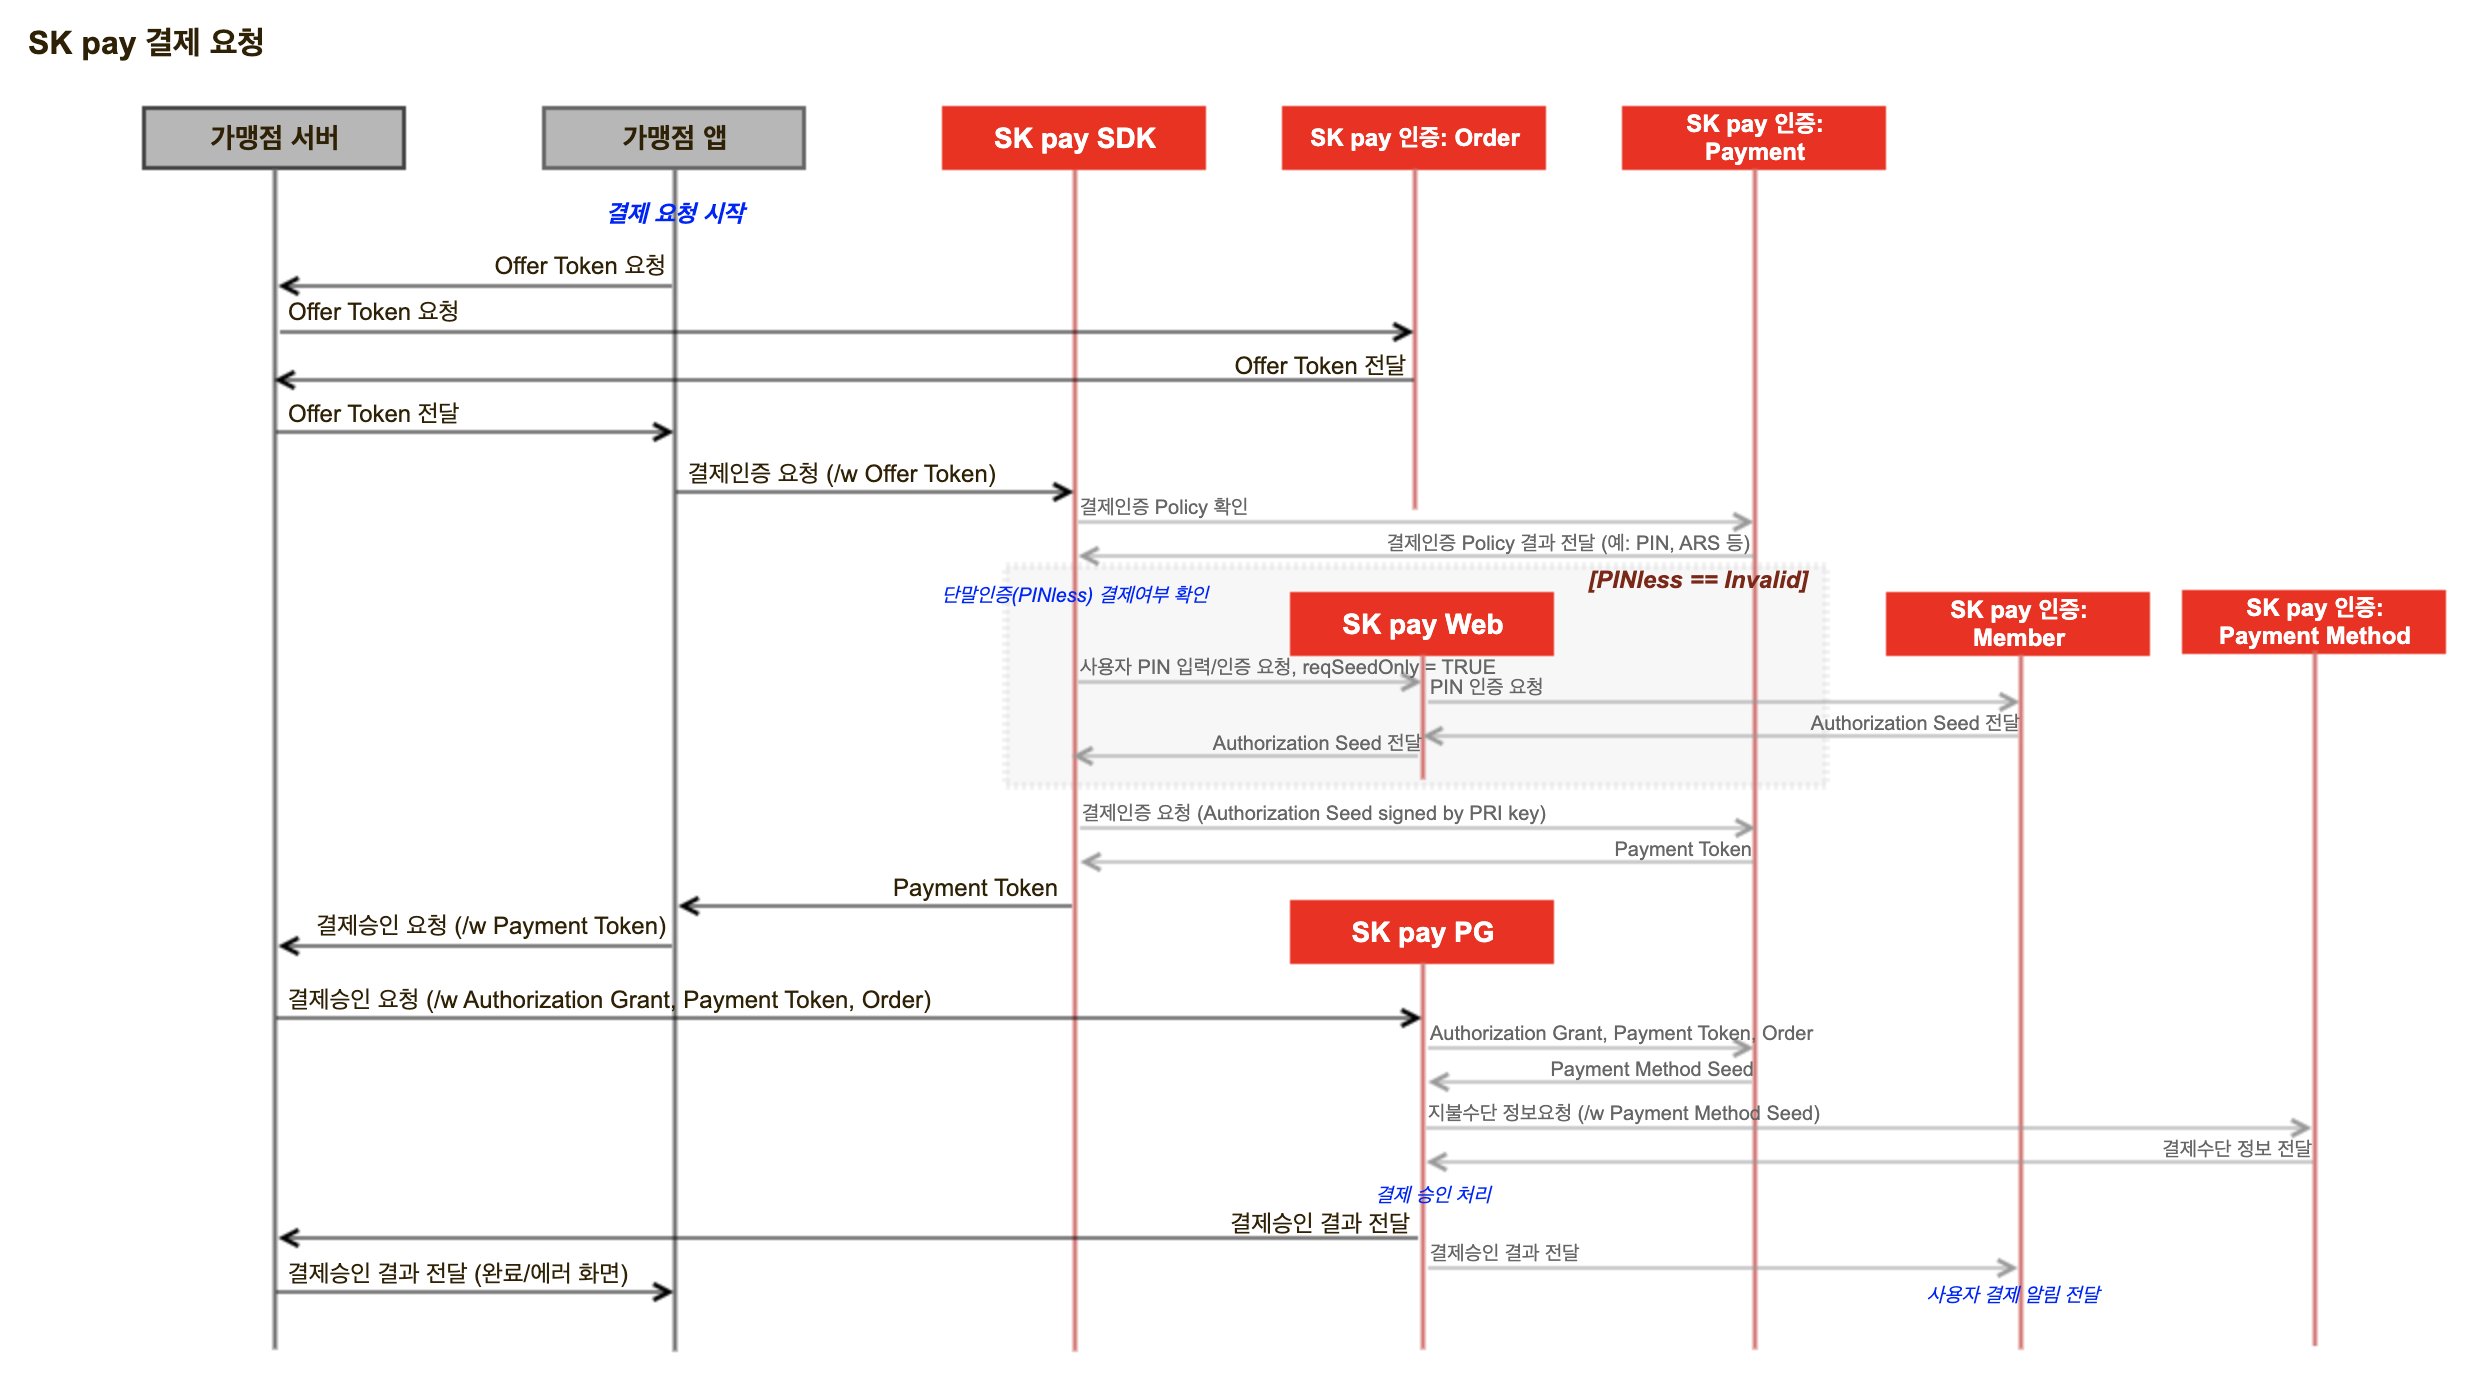 SK pay 결제 요청
가맹점 서버
가맹점 앱
SK pay SDK
SK pay 인증: Order
SK pay 인증:
Payment
결제 요청 시작
Offer Token 요청
Offer Token 요청
Offer Token 전달
Offer Token 전달
결제인증 요청 (/w Offer Token)
결제인증 Policy 확인
결제인증 Policy 결과 전달 (예: PIN, ARS 등)
[PINless == Invalid]
단말인증(PINless) 결제여부 확인
SK pay Web
SK pay 인증:
Member
SK pay 인증:
Payment Method
사용자 PIN 입력/인증 요청, reqSeedOnly = TRUE
PIN 인증 요청
Authorization Seed 전달
Authorization Seed 전달
결제인증 요청 (Authorization Seed signed by PRI key)
Payment Token
Payment Token
결제승인 요청 (/w Payment Token)
SK pay PG
결제승인 요청 (/w Authorization Grant, Payment Token, Order)
Authorization Grant, Payment Token, Order
Payment Method Seed
지불수단 정보요청 (/w Payment Method Seed)
결제수단 정보 전달
결제 승인 처리
결제승인 결과 전달
결제승인 결과 전달
결제승인 결과 전달 (완료/에러 화면)
사용자 결제 알림 전달